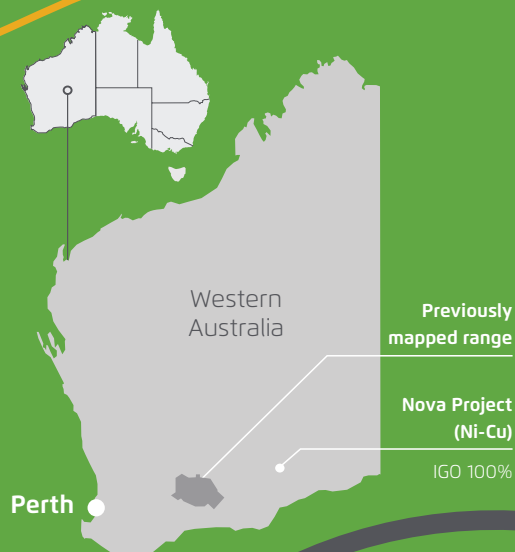 Western
Australia
Previously
mapped range
Nova Project
(Ni-Cu)
IGO 100%
Perth